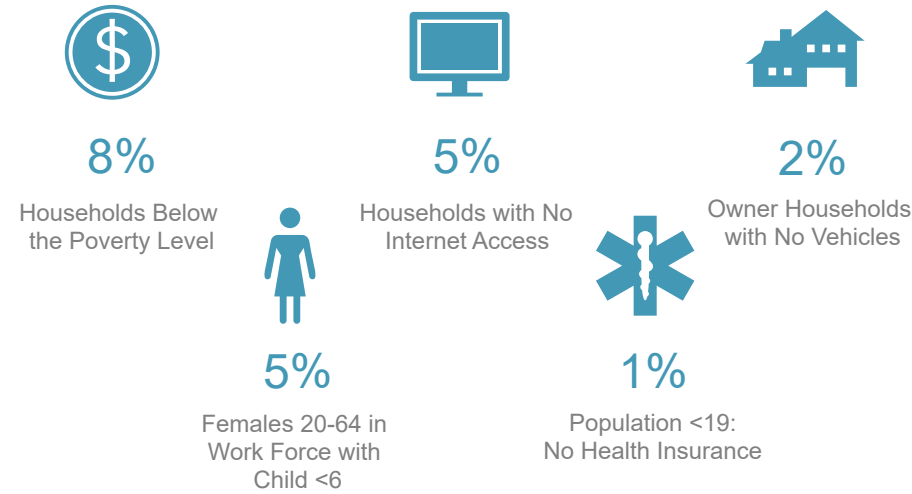 $
8%
Households Below
the Poverty Level
5%
Households with No
Internet Access
2%
Owner Households
with No Vehicles
5%
Females 20-64 in
Work Force with
Child <6
1%
Population <19:
No Health Insurance